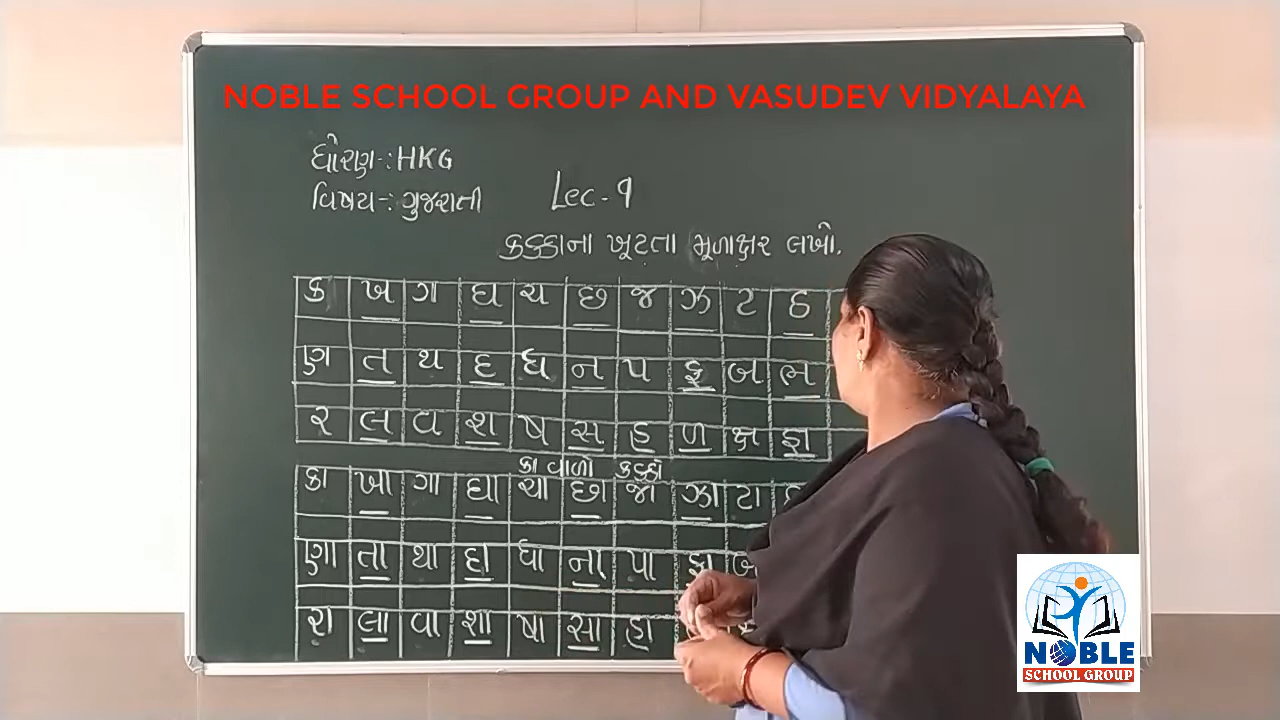 NOBLE SCHOOL GROUP AND VASUDEV VIDYALAYA
ધોરણ-: HKG
વિષય-: ગુજરાતી Lec-૧
કક્કાના ખૂટતા મૂળાક્ષર લખો.
ક ખ ગ ઘ ચ છ જ ઝ ટ ઠ
ણ ત થ દ ધ ન પ ફ બ ભ
ર લ વ શ ષ સ હ ળ ક્ષ જ્ઞ
કા વાળો કક્કો
કા ખા ગા ઘા ચા છા જા ઝા ટા
ણા તા થા દા ધા ના પા ફા
રા લા વા શા ષા સા હા
NOBLE
SCHOOL GROUP